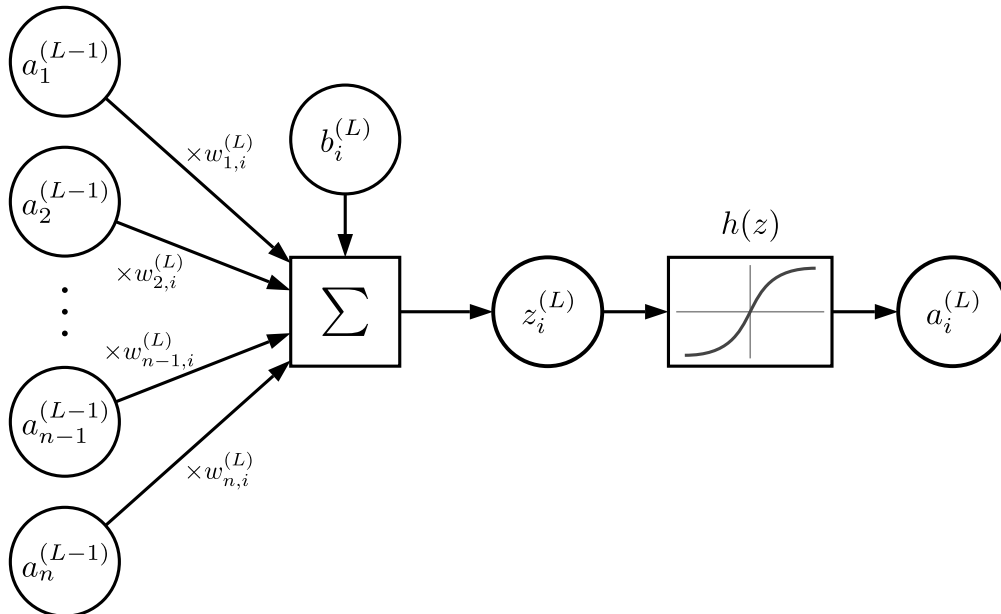 a_1^{(L-1)}
×w_{1,i}^{(L)}
b_i^{(L)}
a_2^{(L-1)}
×w_{2,i}^{(L)}
⋮
×w_{n-1,i}^{(L)}
a_{n-1}^{(L-1)}
×w_{n,i}^{(L)}
a_n^{(L-1)}
∑
z_i^{(L)}
h(z)
a_i^{(L)}